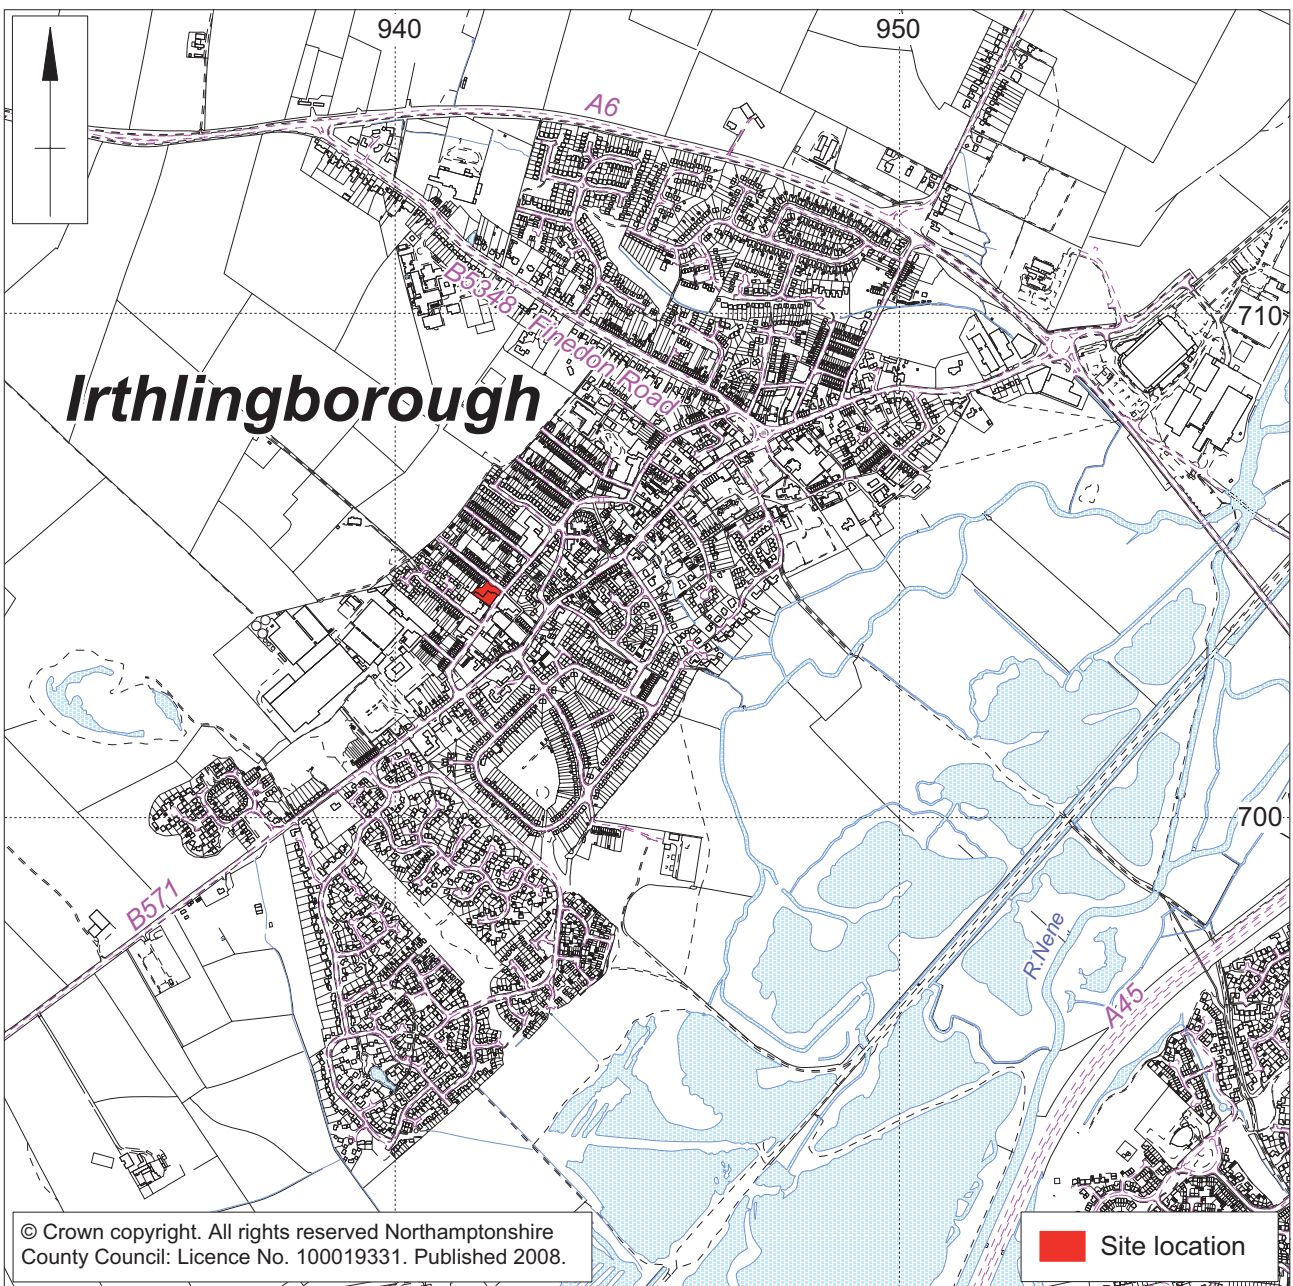 940
950
A6
B5348, Finedon Road
710
Irthlingborough
700
B571
R.Nene
A45
© Crown copyright. All rights reserved Northamptonshire
County Council: Licence No. 100019331. Published 2008.
Site location